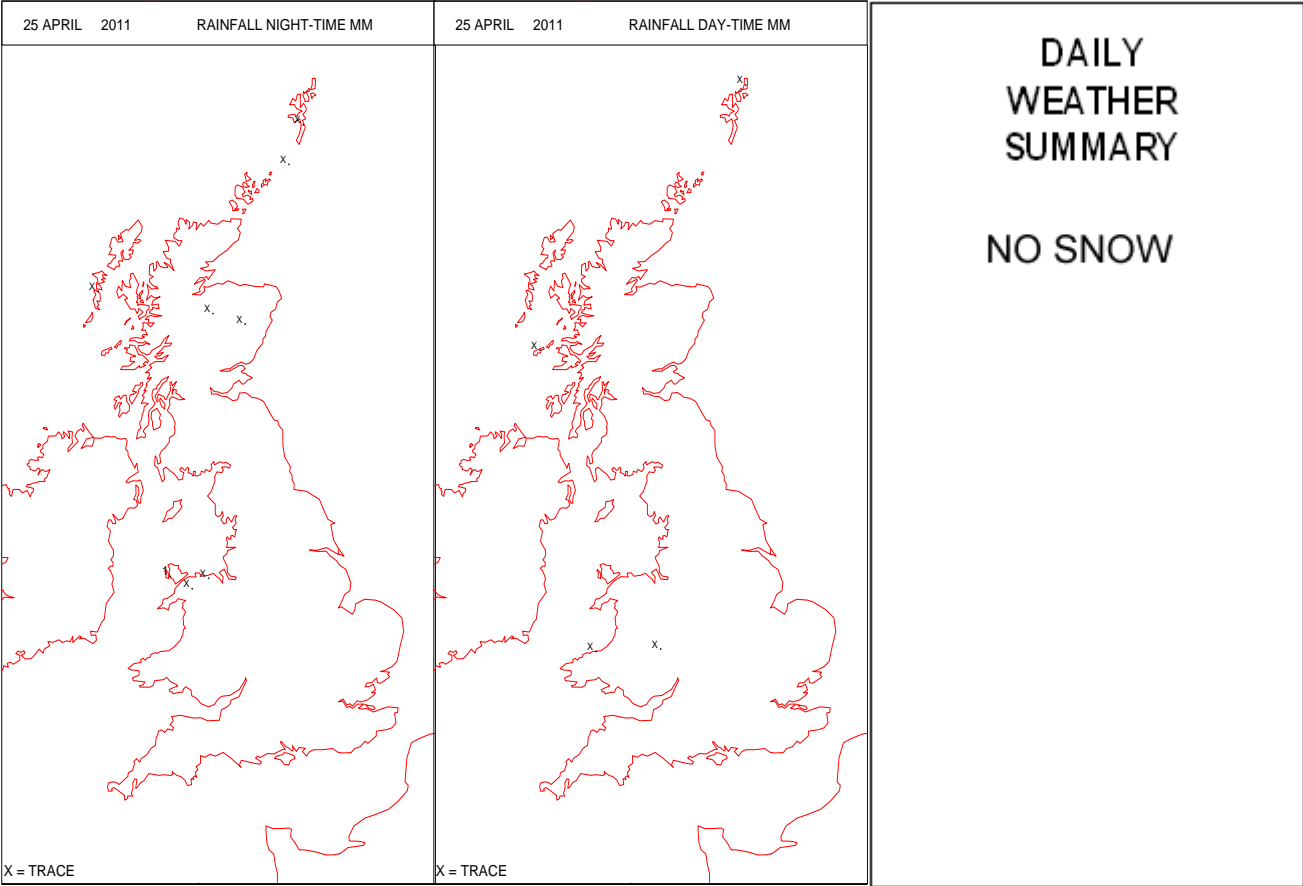 25 APRIL 2011 RAINFALL NIGHT-TIME MM
X.
X.
X
X.
X.
1
X.
X.
X = TRACE
25 APRIL 2011 RAINFALL DAY-TIME MM
X.
X.
X.
X.
X = TRACE
DAILY
WEATHER
SUMMARY
NO SNOW